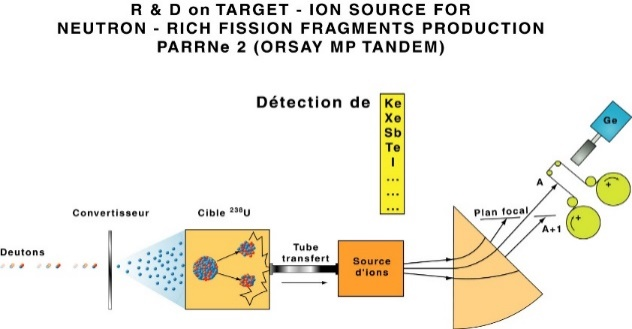 R & D on TARGET - ION SOURCE FOR
NEUTRON - RICH FISSION FRAGMENTS PRODUCTION
PARRNe 2 (ORSAY MP TANDEM)
Détection de
Ke
Xe
Sb
Te
I
...
...
...
Ge
A
Plan focal
A+1
+
+
Convertisseur
Cible ²³⁸U
Deutons
Tube
transfert
Source
d'ions